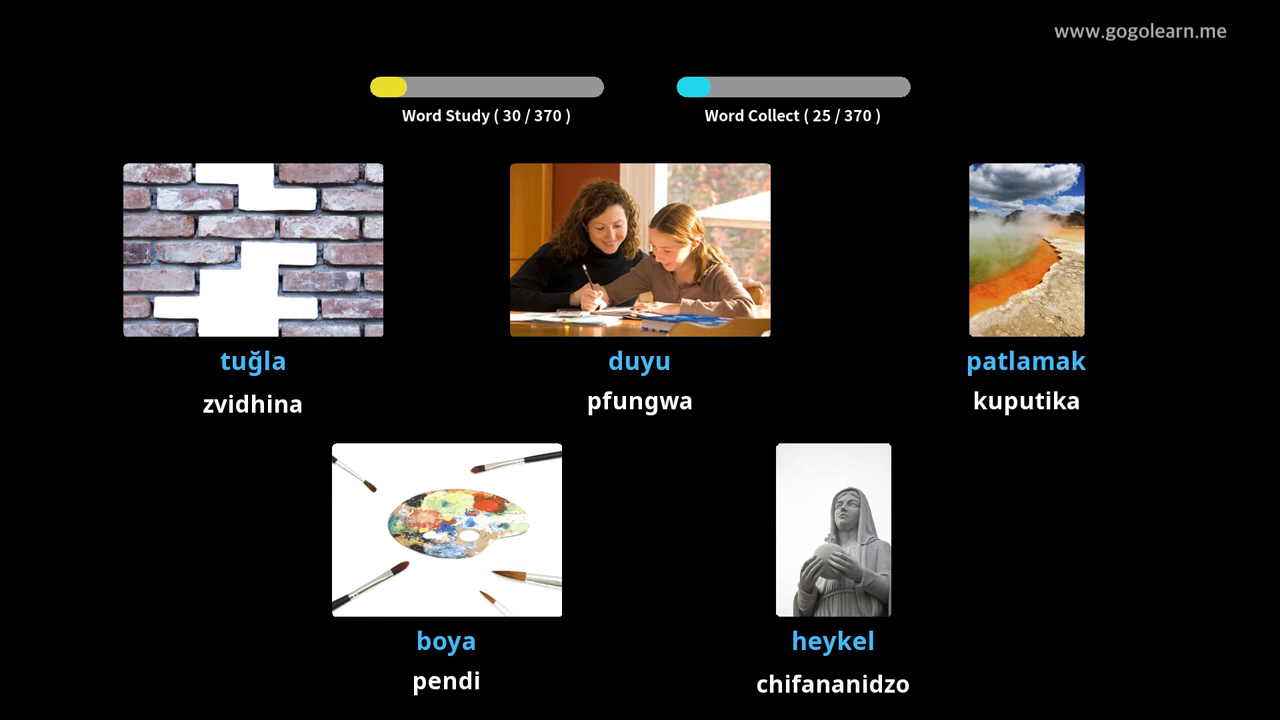 www.gogolearn.me
Word Study ( 30 / 370 )
Word Collect ( 25 / 370 )
tuğla
zvidhina
duyu
pfungwa
patlamak
kuputika
boya
pendi
heykel
chifananidzo